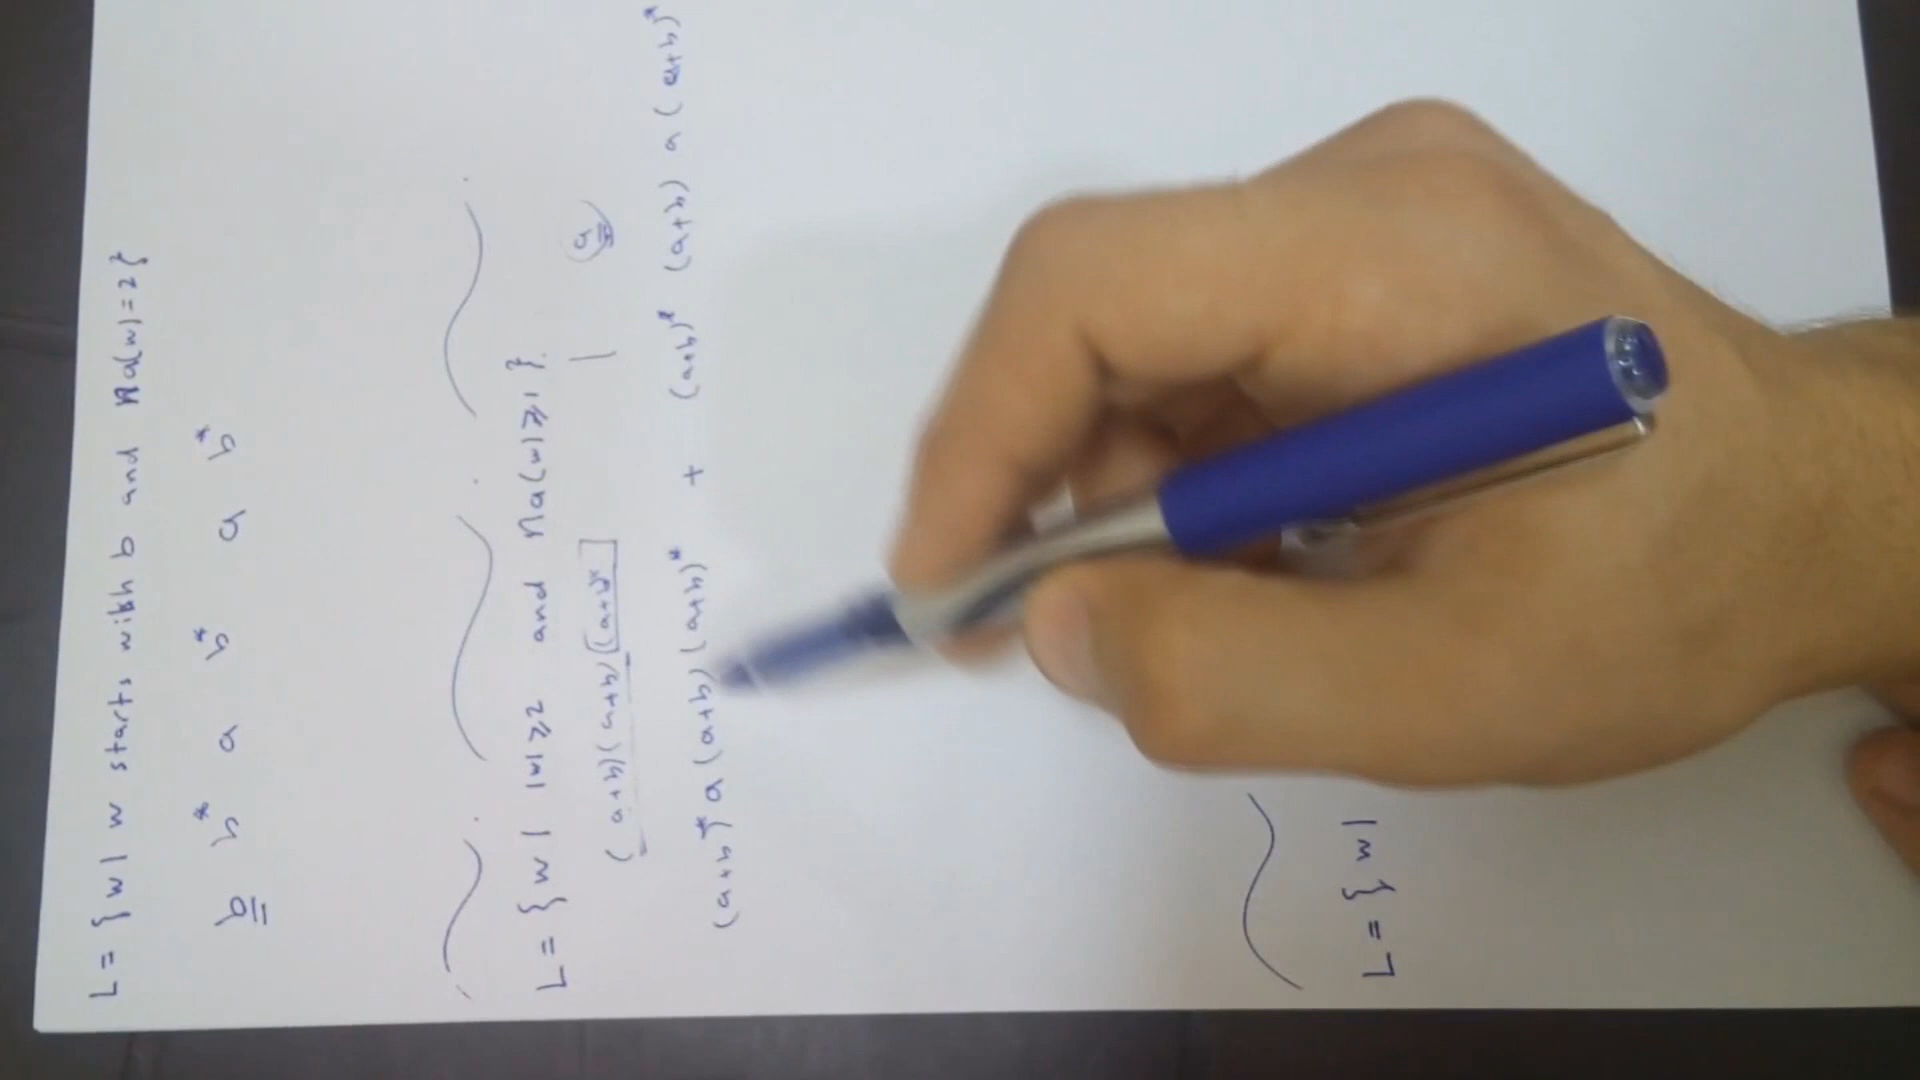 L = { w | w starts with b and na(w) = 2 }
b b* a b* a b*
L = { w | |w| ≥ 2 and na(w) ≥ 1 }
(a+b)(a+b)[(a+b)*] | (a)
(a+b)* a (a+b)(a+b)* + (a+b)* (a+b) a (a+b)*
L = { w |